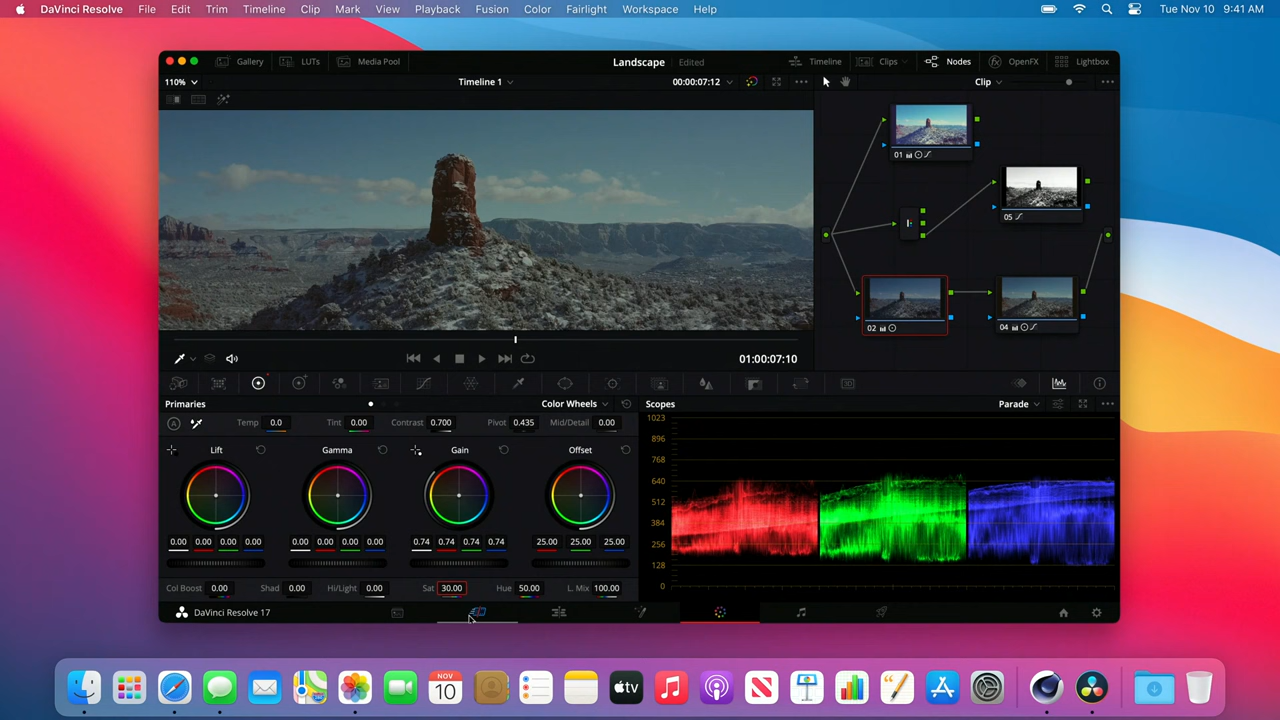 DaVinci Resolve File Edit Trim Timeline Clip Mark View Playback Fusion Color Fairlight Workspace Help Tue Nov 10 9:41 AM
Gallery LUTs Media Pool Landscape Edited Timeline Clips Nodes OpenFX Lightbox
110% Timeline 1 00:00:07:12 Clip
01
05
02 04
01:00:07:10
Primaries Color Wheels Scopes Parade
A Temp 0.0 Tint 0.00 Contrast 0.700 Pivot 0.435 Mid/Detail 0.00
Lift Gamma Gain Offset
0.00 0.00 0.00 0.00 0.00 0.00 0.00 0.00 0.74 0.74 0.74 0.74 25.00 25.00 25.00
Col Boost 0.00 Shad 0.00 Hi/Light 0.00 Sat 30.00 Hue 50.00 L. Mix 100.00
1023
896
768
640
512
384
256
128
0
DaVinci Resolve 17
NOV
10
tv